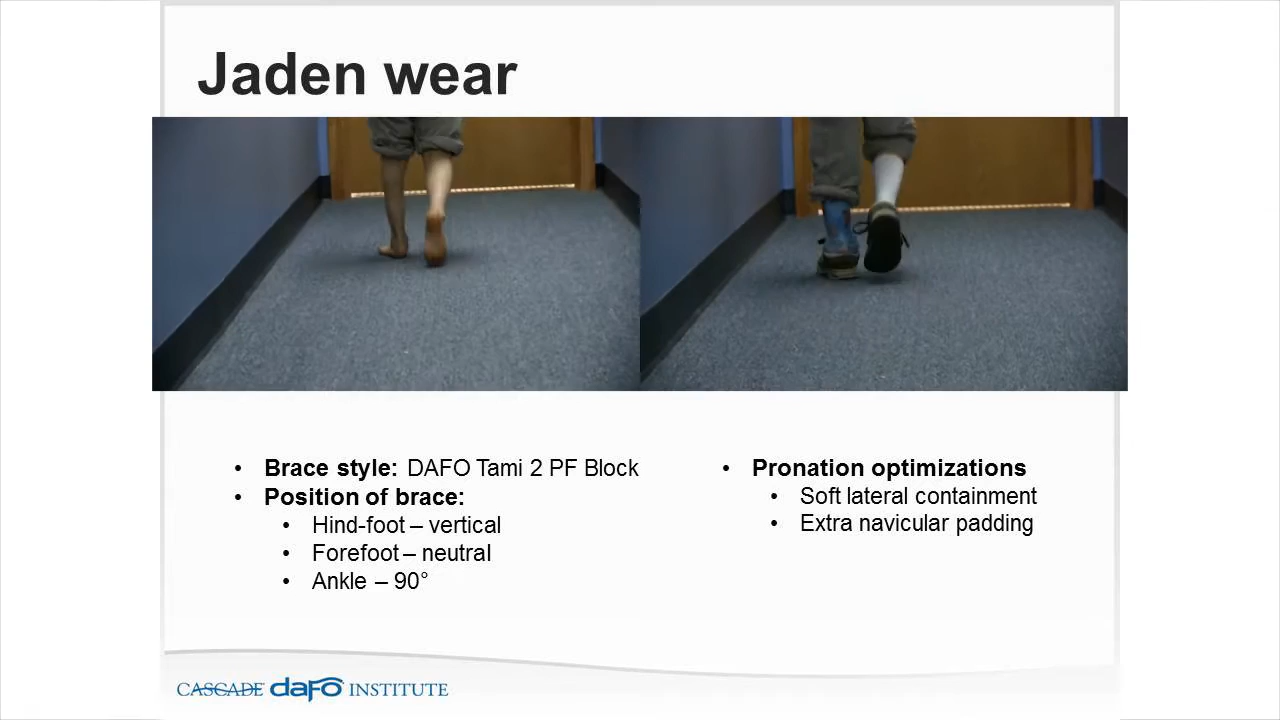 Jaden wear
• Brace style: DAFO Tami 2 PF Block
• Position of brace:
• Hind-foot – vertical
• Forefoot – neutral
• Ankle – 90°
• Pronation optimizations
• Soft lateral containment
• Extra navicular padding
CASCADE dafo INSTITUTE